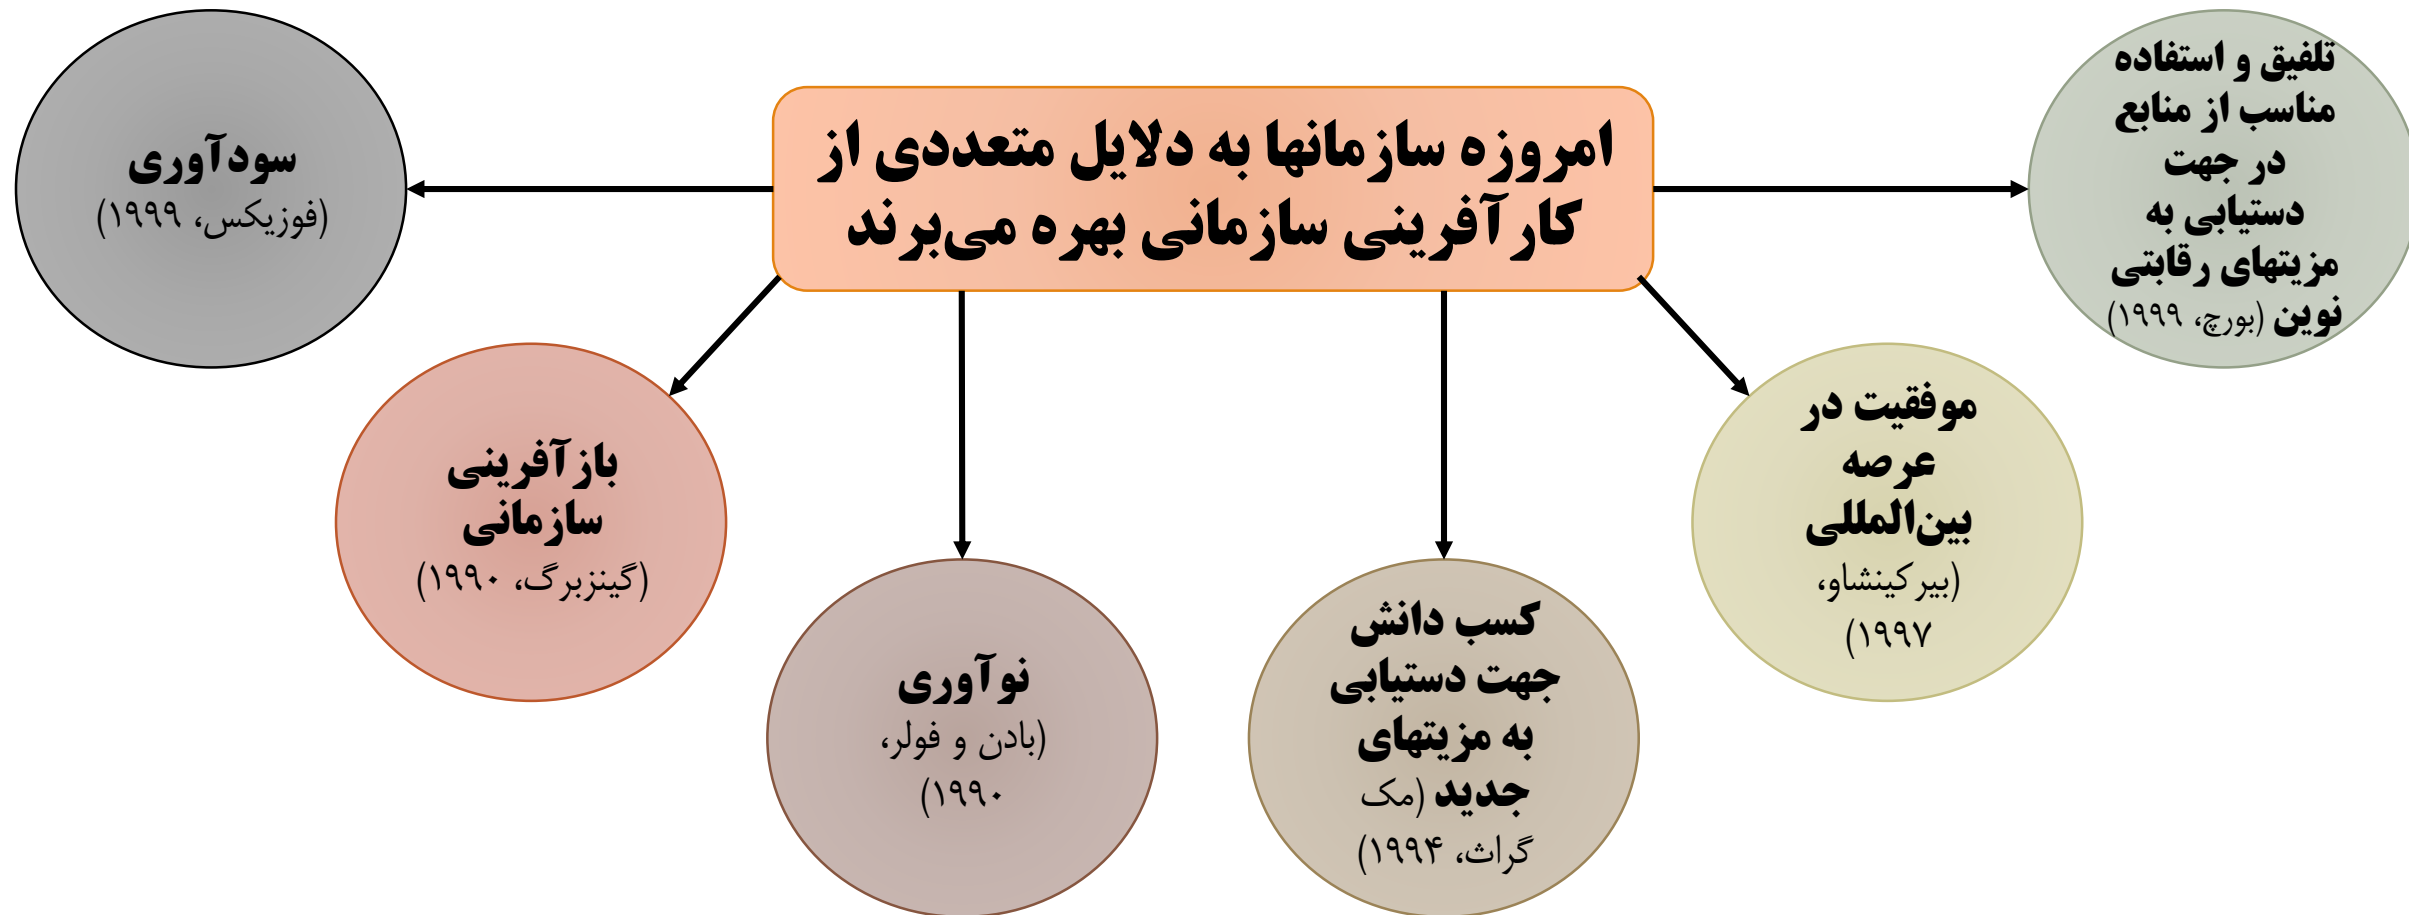 امروزه سازمانها به دلایل متعددی از
کارآفرینی سازمانی بهره می‌برند
تلفیق و استفاده
مناسب از منابع
در جهت
دستیابی به
مزیتهای رقابتی
نوین (بورچ، ۱۹۹۹)
موفقیت در
عرصه
بین‌المللی
(بیرکینشاو،
۱۹۹۷)
کسب دانش
جهت دستیابی
به مزیتهای
جدید (مک
گراث، ۱۹۹۴)
نوآوری
(بادن و فولر،
۱۹۹۰)
بازآفرینی
سازمانی
(گینزبرگ، ۱۹۹۰)
سودآوری
(فوزیکس، ۱۹۹۹)